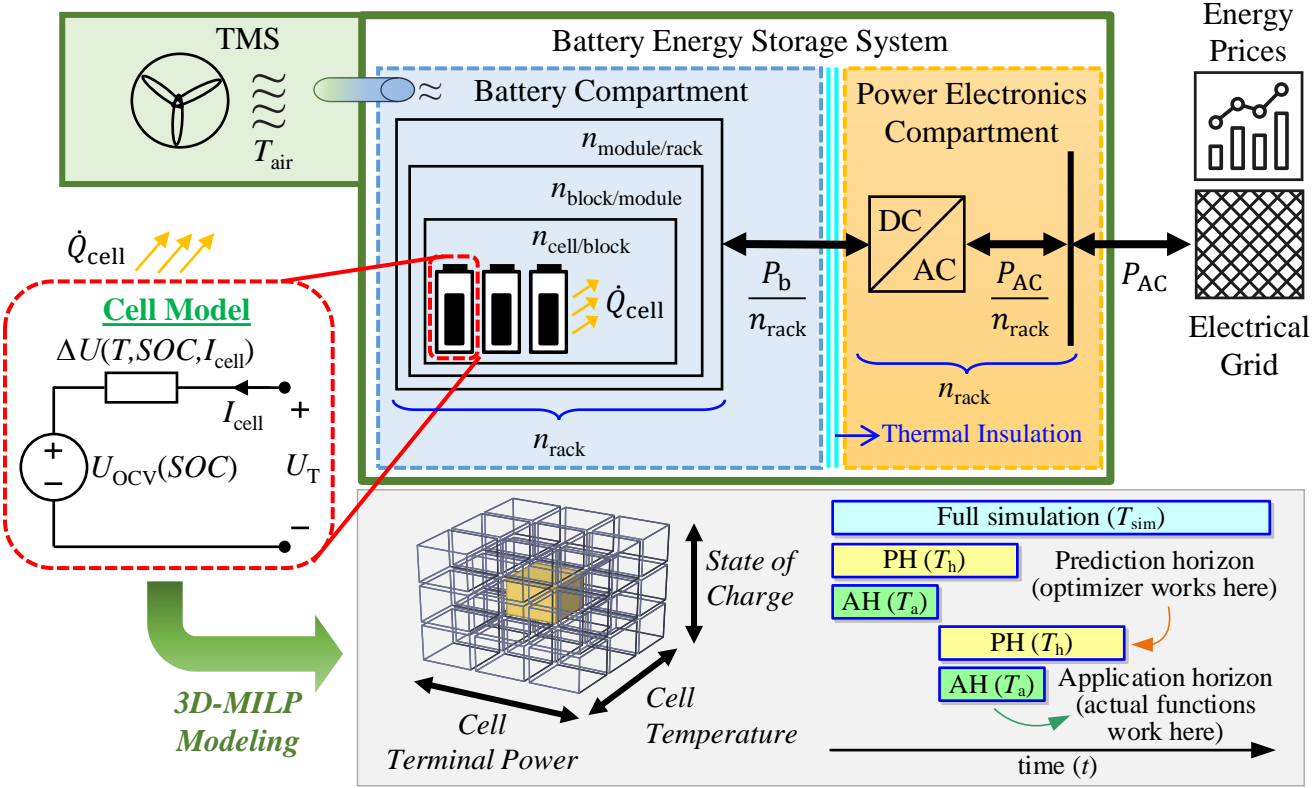 TMS
T_air
Battery Energy Storage System
Battery Compartment
n_module/rack
n_block/module
n_cell/block
Q̇_cell
n_rack
P_b
n_rack
Power Electronics
Compartment
DC
AC
P_AC
n_rack
n_rack
Thermal Insulation
P_AC
Energy
Prices
Electrical
Grid
Q̇_cell
Cell Model
ΔU(T,SOC,I_cell)
I_cell
+
+
−
U_OCV(SOC)
U_T
−
3D-MILP
Modeling
State of
Charge
Cell
Temperature
Cell
Terminal Power
Full simulation (T_sim)
PH (T_h)
Prediction horizon
(optimizer works here)
AH (T_a)
PH (T_h)
AH (T_a)
Application horizon
(actual functions
work here)
time (t)